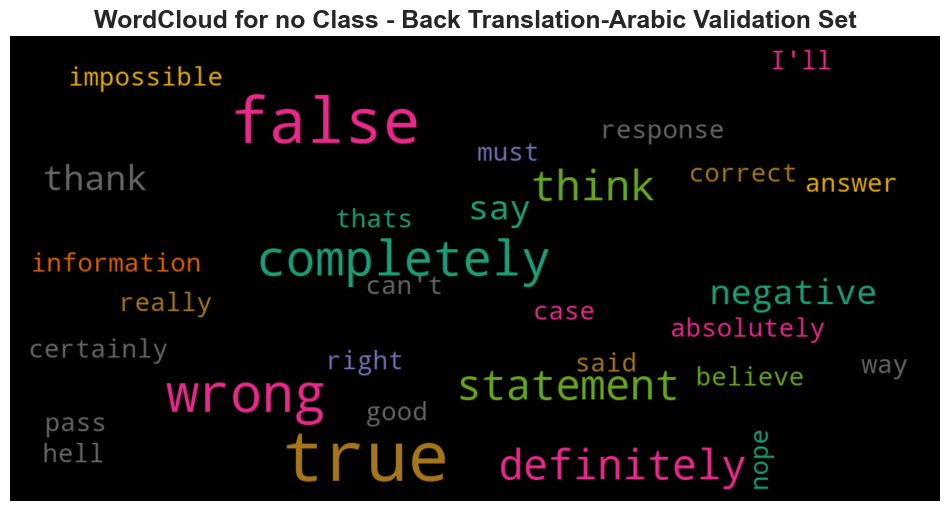 WordCloud for no Class - Back Translation-Arabic Validation Set
I'll
impossible
false
response
must
thank
think
correct
answer
say
thats
completely
information
can't
negative
really
case
absolutely
certainly
right
said
way
believe
statement
wrong
good
pass
hell
true
definitely
nope